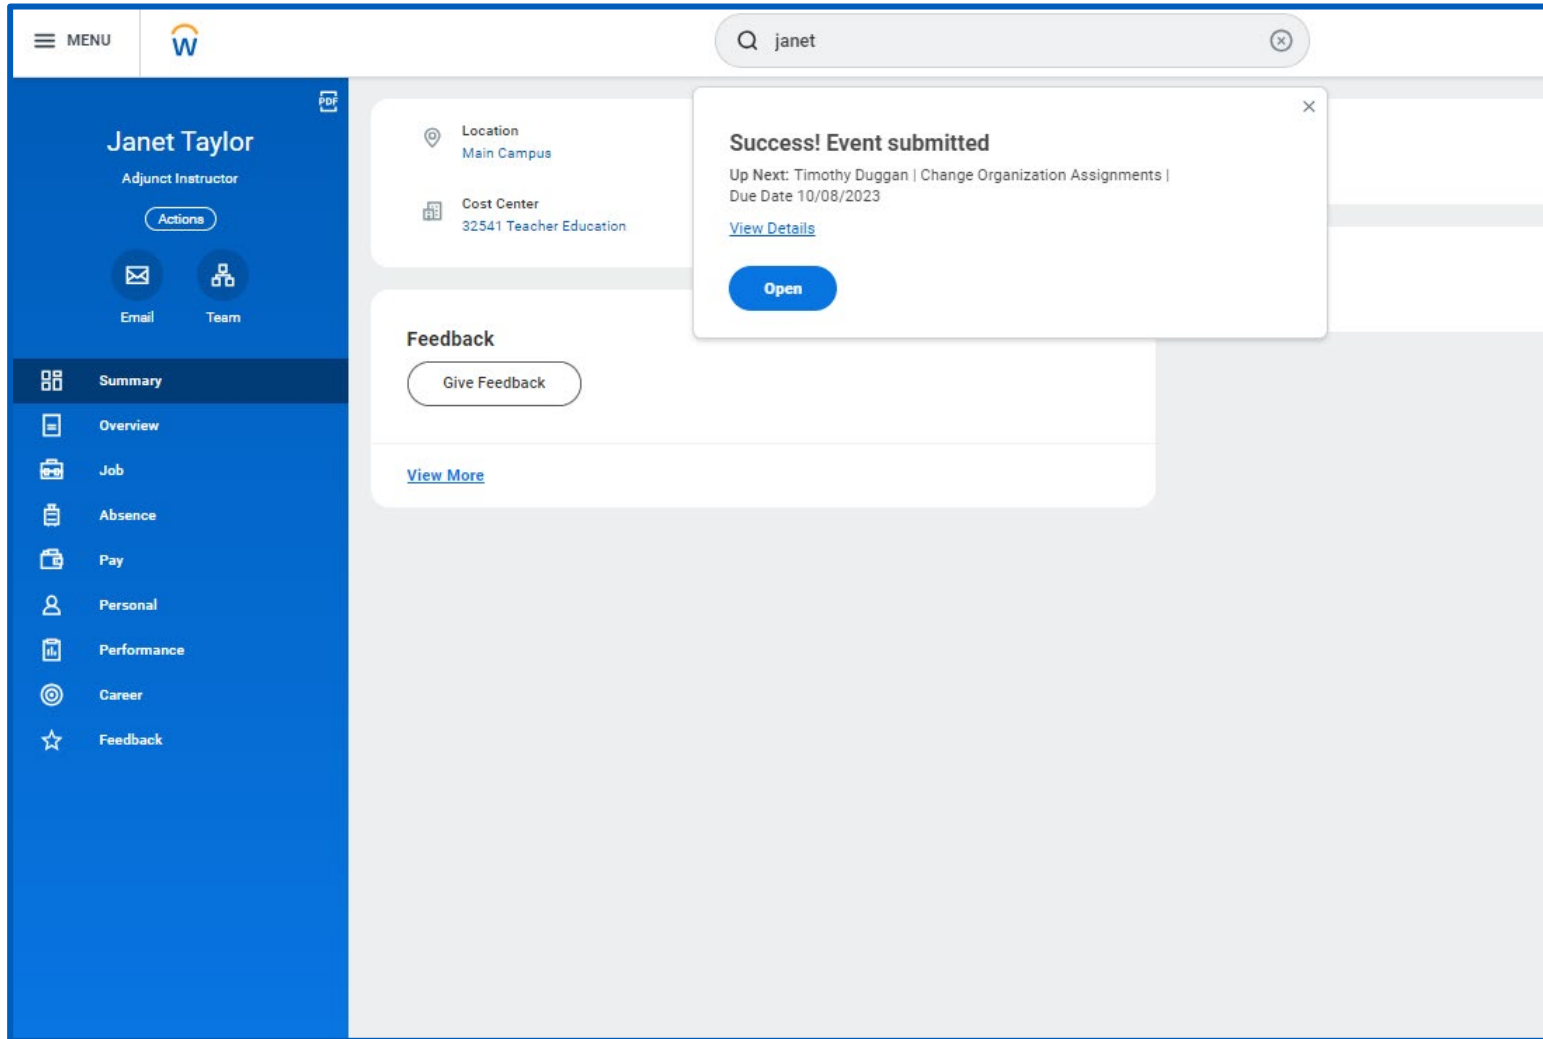 MENU
W
janet
PDF
Janet Taylor
Adjunct Instructor
Actions
Email
Team
Summary
Overview
Job
Absence
Pay
Personal
Performance
Career
Feedback
Location
Main Campus
Cost Center
32541 Teacher Education
Success! Event submitted
Up Next: Timothy Duggan | Change Organization Assignments |
Due Date 10/08/2023
View Details
Open
Feedback
Give Feedback
View More